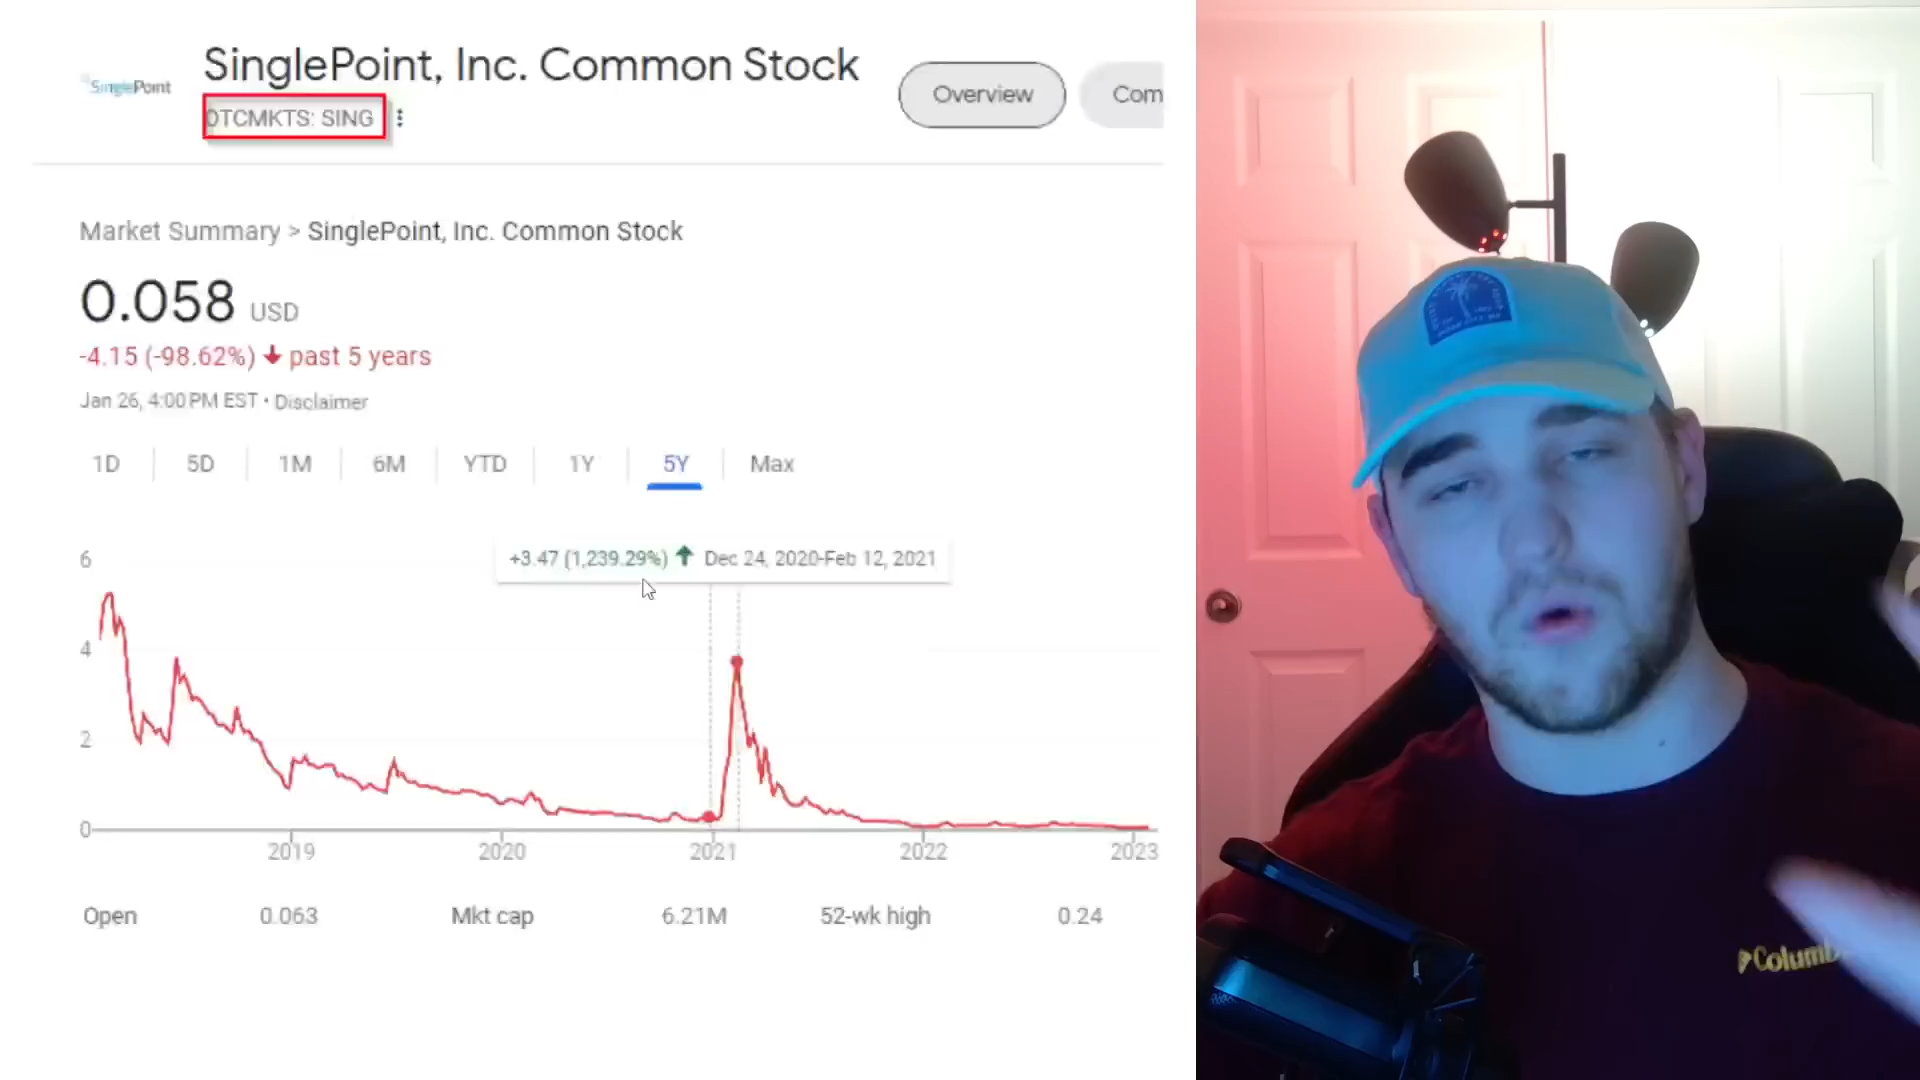 SinglePoint, Inc. Common Stock
SinglePoint
OTCMKTS: SING
Overview
Com
Market Summary > SinglePoint, Inc. Common Stock
0.058 USD
-4.15 (-98.62%) ↓ past 5 years
Jan 26, 4:00 PM EST • Disclaimer
1D 5D 1M 6M YTD 1Y 5Y Max
+3.47 (1,239.29%) ↑ Dec 24, 2020-Feb 12, 2021
6
4
2
0
2019 2020 2021 2022 2023
Open 0.063 Mkt cap 6.21M 52-wk high 0.24
Columb